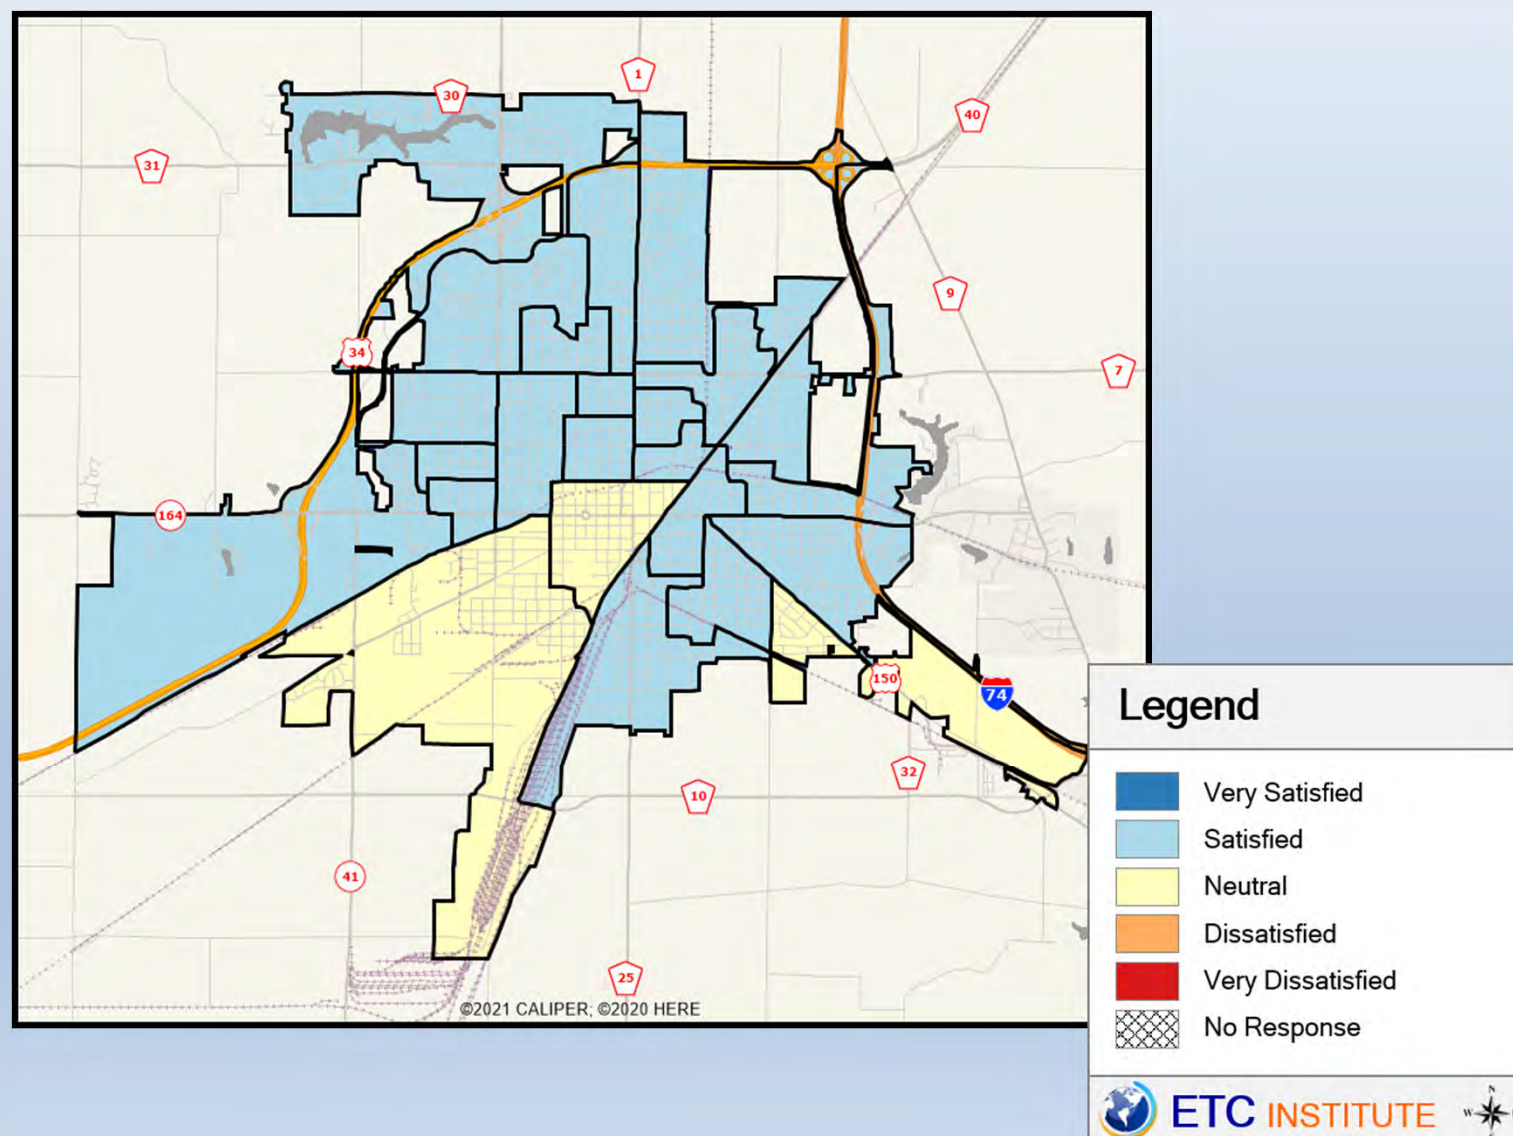 1
30
40
31
9
34
7
164
150
74
32
10
41
25
©2021 CALIPER; ©2020 HERE
Legend
Very Satisfied
Satisfied
Neutral
Dissatisfied
Very Dissatisfied
No Response
N
W
ETC INSTITUTE